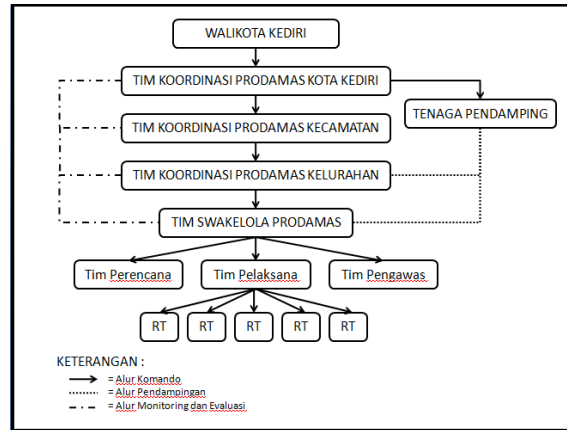 WALIKOTA KEDIRI
TIM KOORDINASI PRODAMAS KOTA KEDIRI
TENAGA PENDAMPING
TIM KOORDINASI PRODAMAS KECAMATAN
TIM KOORDINASI PRODAMAS KELURAHAN
TIM SWAKELOLA PRODAMAS
Tim Perencana
Tim Pelaksana
Tim Pengawas
RT
RT
RT
RT
RT
KETERANGAN :
= Alur Komando
= Alur Pendampingan
= Alur Monitoring dan Evaluasi